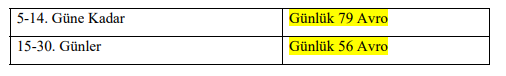 5-14. Güne Kadar Günlük 79 Avro
15-30. Günler Günlük 56 Avro